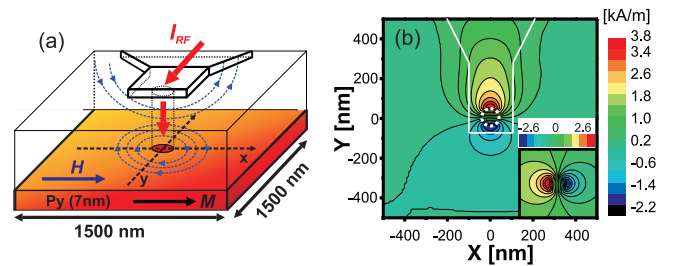 (a)
I_RF
H
x
y
Py (7nm)
M
1500 nm
1500 nm
(b)
[kA/m]
Y [nm]
400
200
0
-200
-400
-400 -200 0 200 400
X [nm]
-2.6 0 2.6
3.8
3.4
2.6
1.8
1.0
0.2
-0.6
-1.4
-2.2